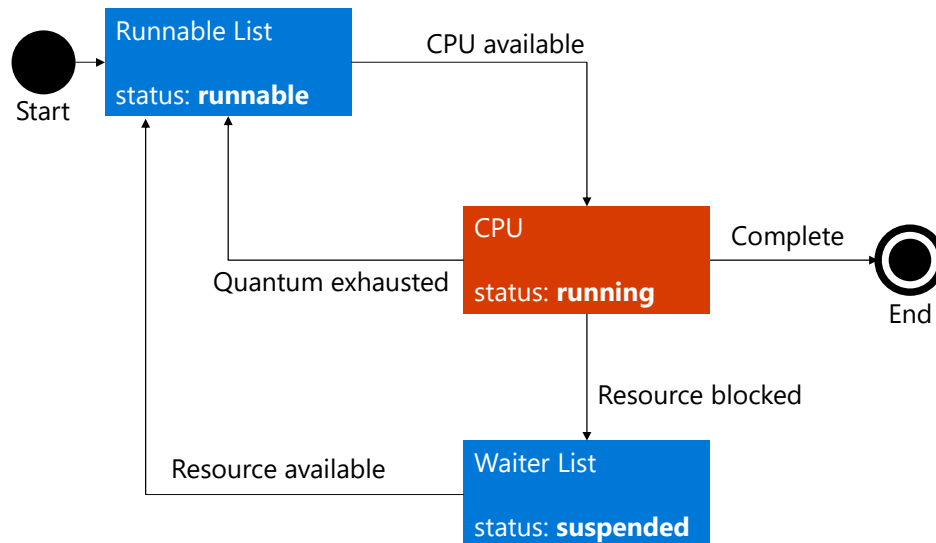 Runnable List
status: runnable
Start
CPU available
CPU
status: running
Complete
End
Quantum exhausted
Resource blocked
Resource available
Waiter List
status: suspended